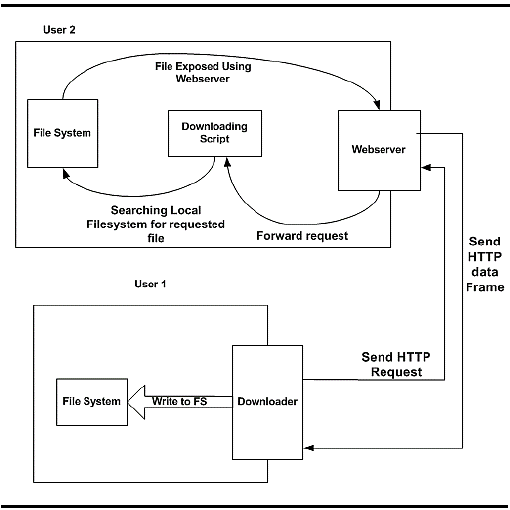 User 2
File Exposed Using
Webserver
File System
Downloading
Script
Webserver
Searching Local
Filesystem for requested
file
Forward request
Send
HTTP
data
Frame
User 1
Send HTTP
Request
File System
Write to FS
Downloader